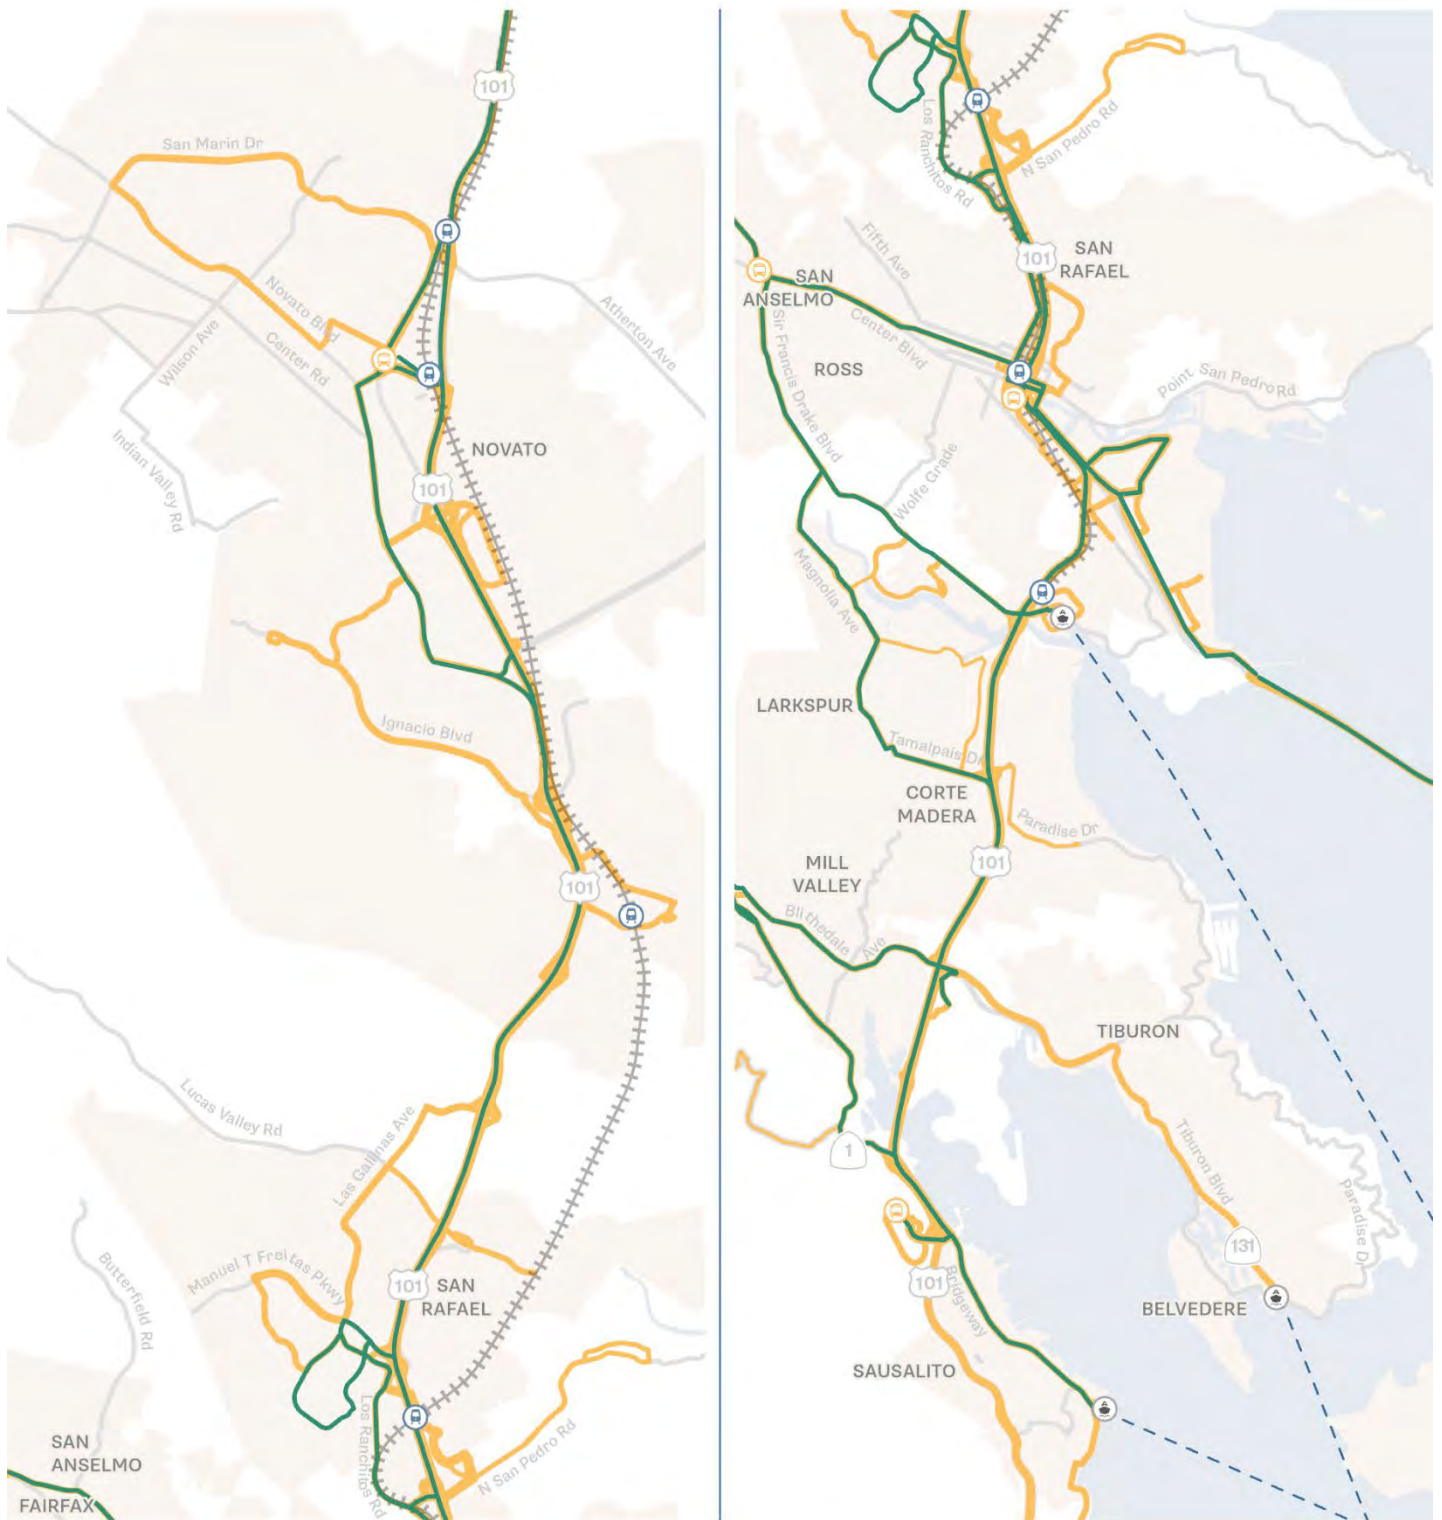 101
San Marin Dr
Novato Blvd
Wilson Ave
Center Rd
Atherton Ave
Indian Valley Rd
NOVATO
101
Ignacio Blvd
101
Lucas Valley Rd
Las Gallinas Ave
Manuel T Freitas Pkwy
Butterfield Rd
101
SAN
RAFAEL
Los Ranchitos Rd
N San Pedro Rd
SAN
ANSELMO
FAIRFAX
Los Ranchitos Rd
N San Pedro Rd
Fifth Ave
101
SAN
RAFAEL
SAN
ANSELMO
Center Blvd
Sir Francis Drake Blvd
ROSS
Point San Pedro Rd
Wolfe Grade
Magnolia Ave
LARKSPUR
Tamalpais Dr
CORTE
MADERA
Paradise Dr
101
MILL
VALLEY
Blithedale Ave
TIBURON
1
Tiburon Blvd
Paradise Dr
131
101
Bridgeway
BELVEDERE
SAUSALITO